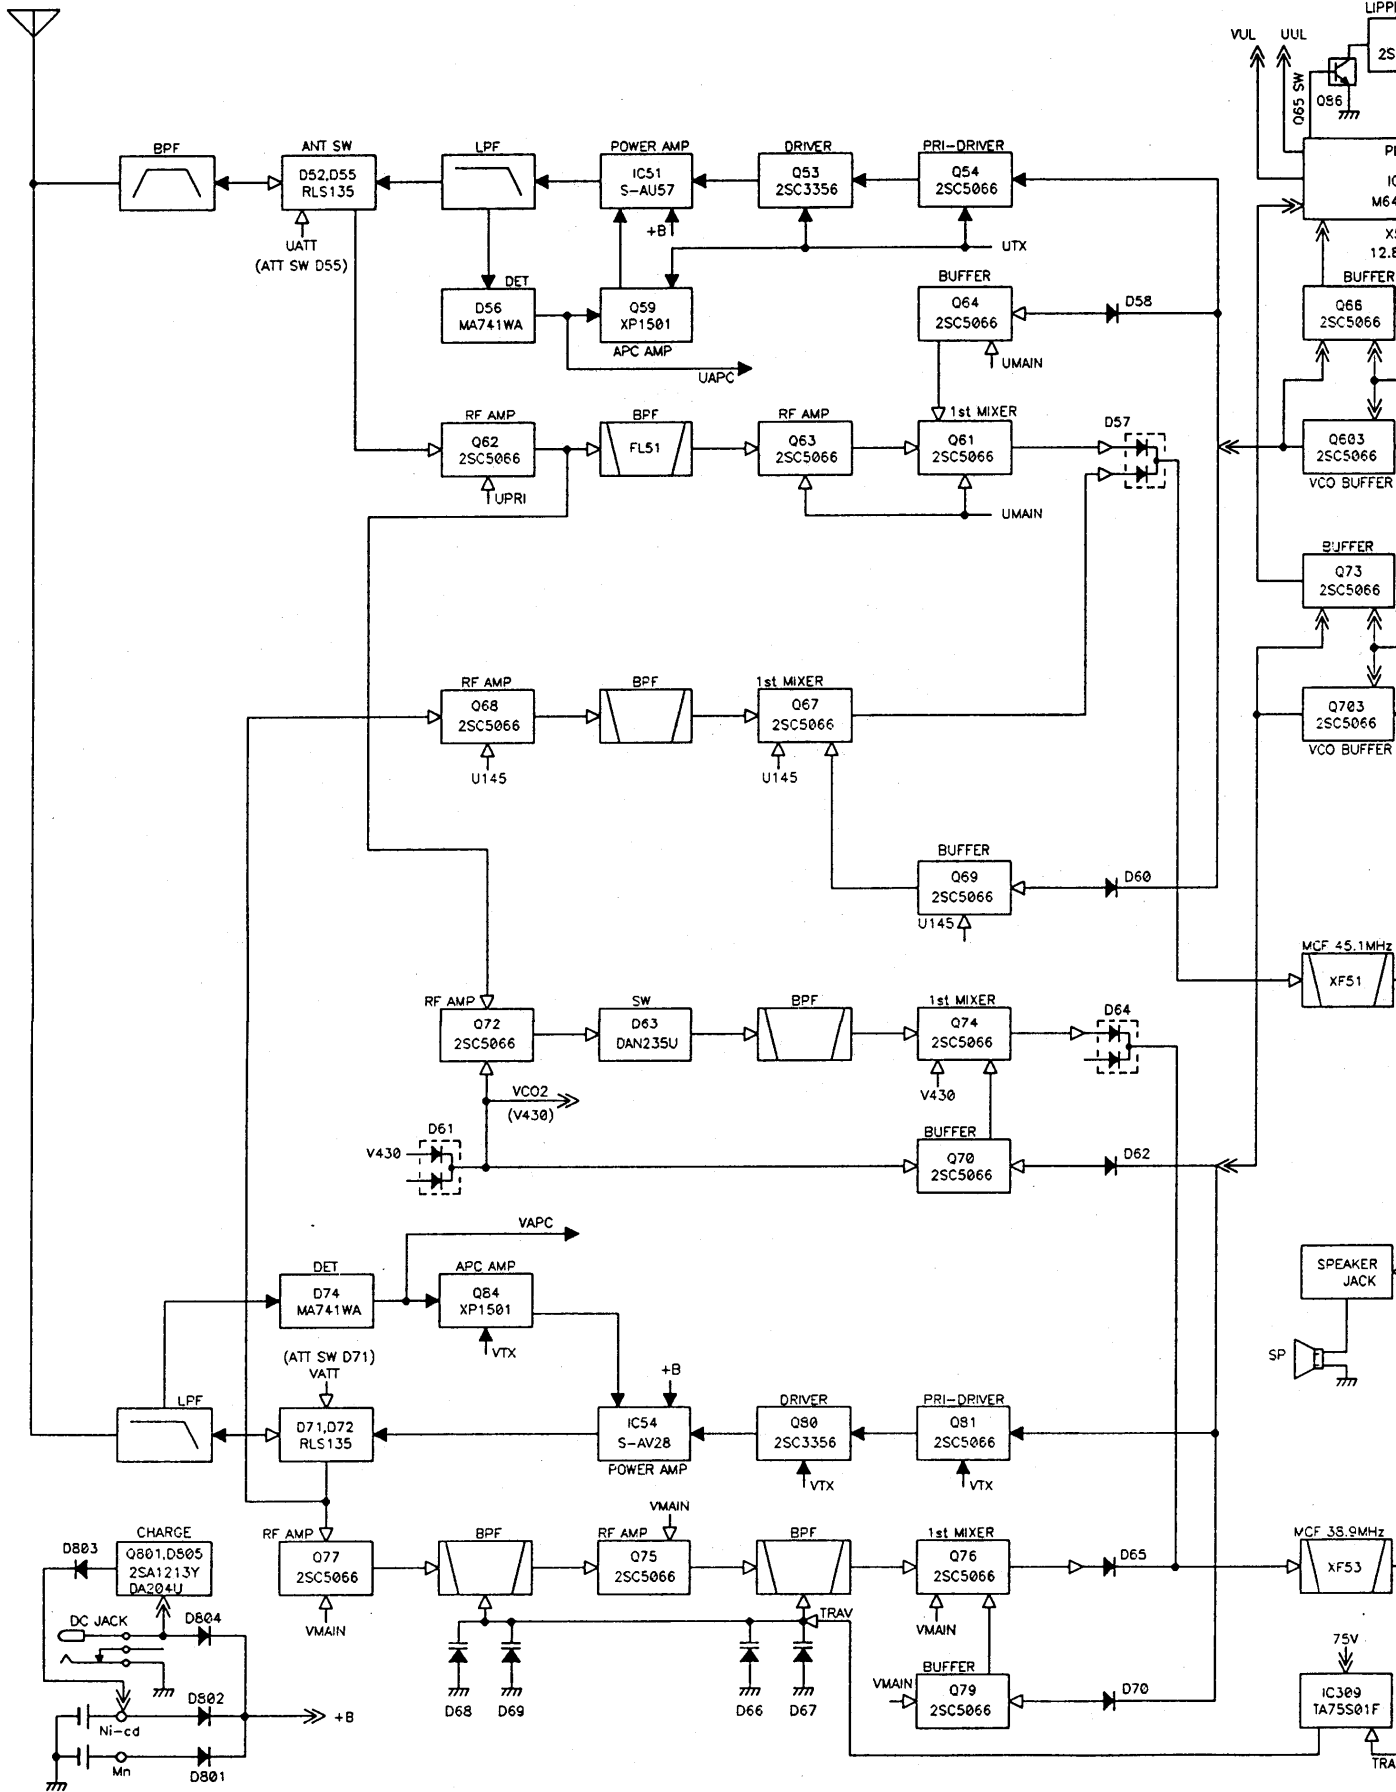 LIPP
VUL UUL
2S
Q65 SW
Q86
BPF
ANT SW
D52,D55
RLS135
UATT
(ATT SW D55)
LPF
POWER AMP
IC51
S-AU57
+B
DRIVER
Q53
2SC3356
PRI-DRIVER
Q54
2SC5066
UTX
P
IC
M64
X
12.8
DET
D56
MA741WA
Q59
XP1501
APC AMP
UAPC
BUFFER
Q64
2SC5066
UMAIN
D58
BUFFER
Q66
2SC5066
RF AMP
Q62
2SC5066
UPRI
BPF
FL51
RF AMP
Q63
2SC5066
1st MIXER
Q61
2SC5066
UMAIN
D57
Q603
2SC5066
VCO BUFFER
BUFFER
Q73
2SC5066
RF AMP
Q68
2SC5066
U145
BPF
1st MIXER
Q67
2SC5066
U145
Q703
2SC5066
VCO BUFFER
BUFFER
Q69
2SC5066
U145
D60
MCF 45.1MHz
XF51
RF AMP
Q72
2SC5066
SW
D63
DAN235U
BPF
1st MIXER
Q74
2SC5066
V430
D64
VCO2
(V430)
D61
V430
BUFFER
Q70
2SC5066
D62
VAPC
DET
D74
MA741WA
APC AMP
Q84
XP1501
VTX
SPEAKER
JACK
SP
(ATT SW D71)
VATT
LPF
D71,D72
RLS135
+B
IC54
S-AV28
POWER AMP
DRIVER
Q80
2SC3356
VTX
PRI-DRIVER
Q81
2SC5066
VTX
D803
CHARGE
Q801,D805
2SA1213Y
DA204U
RF AMP
Q77
2SC5066
VMAIN
BPF
VMAIN
RF AMP
Q75
2SC5066
BPF
1st MIXER
Q76
2SC5066
VMAIN
D65
MCF 38.9MHz
XF53
DC JACK
D804
TRAV
D68 D69
D66 D67
VMAIN
BUFFER
Q79
2SC5066
D70
75V
IC309
TA75S01F
TRA
D802
Ni-cd
+B
Mn
D801